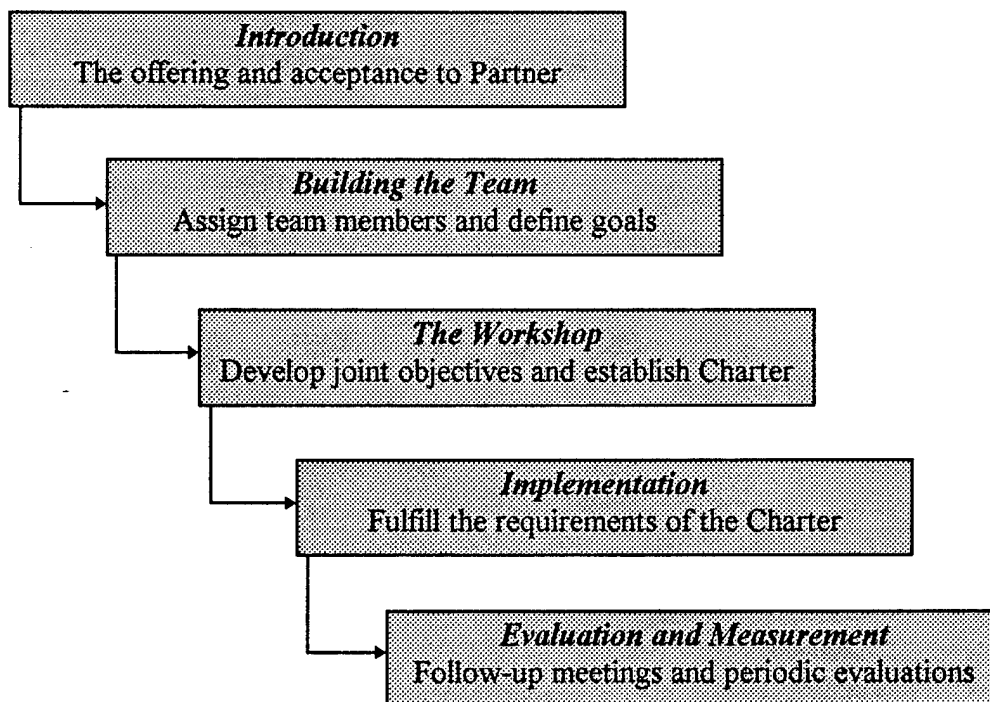 Introduction
The offering and acceptance to Partner
Building the Team
Assign team members and define goals
The Workshop
Develop joint objectives and establish Charter
Implementation
Fulfill the requirements of the Charter
Evaluation and Measurement
Follow-up meetings and periodic evaluations